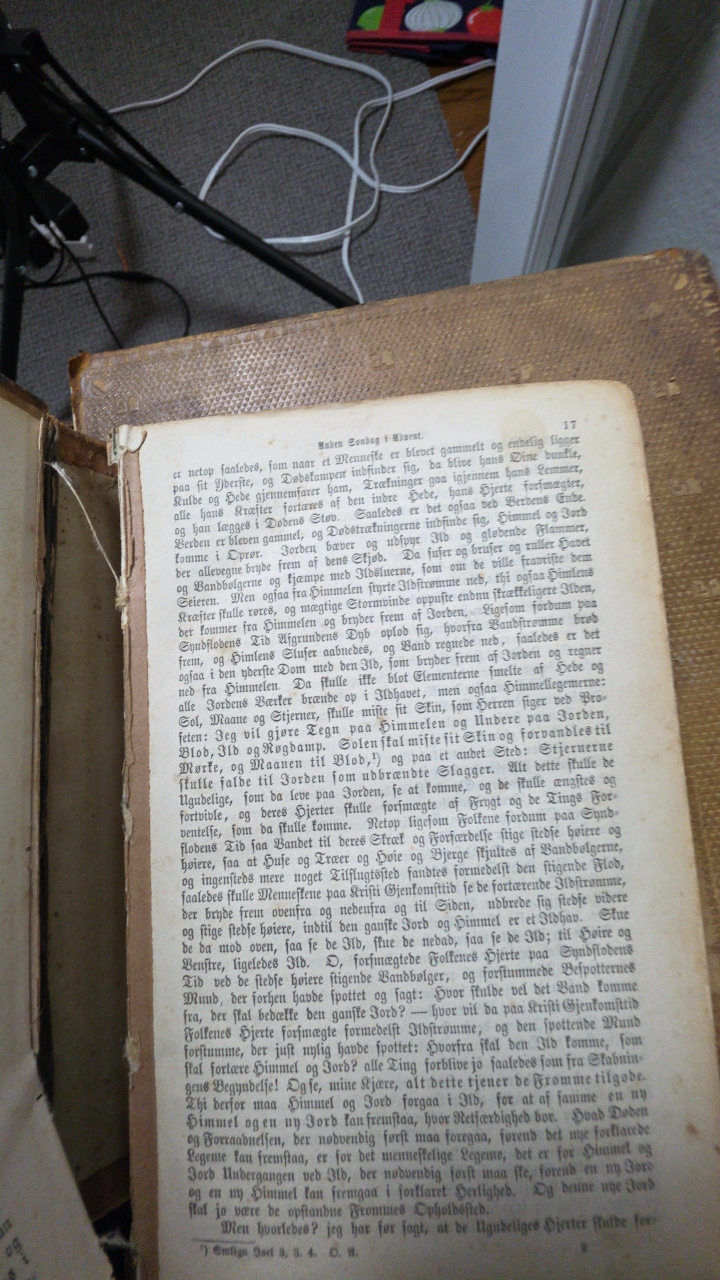 17
Anden Søndag i Advent.
er netop saaledes, som naar et Menneske er blevet gammelt og endelig ligger
paa sit Yderste, og Dødskampen indfinder sig, da blive hans Øine dunkle,
Kulde og Hede gjennemfarer ham, Trækninger gaa igjennem hans Lemmer,
alle hans Kræfter fortæres af den indre Hede, hans Hjerte forsmægter,
og han lægges i Dødens Støv. Saaledes er det ogsaa ved Verdens Ende.
Verden er bleven gammel, og Dødstrækningerne indfinde sig, Himmel og Jord
komme i Oprør. Jorden bæver og udspyr Ild og glødende Flammer,
der allevegne bryde frem af dens Skjød. Da suser og bruser og ruller Havet
og Vandbølgerne og kjæmpe med Ildsluerne, som om de ville fravriste dem
Seieren. Men ogsaa fra Himmelen styrte Ildstrømme ned, thi ogsaa Himlens
Kræfter skulle røres, og mægtige Stormvinde oppuste endnu skrækkeligere Ilden,
der kommer fra Himmelen og bryder frem af Jorden. Ligesom fordum paa
Syndflodens Tid Afgrundens Dyb oplod sig, hvorfra Vandstrømme brød
frem, og Himlens Sluser aabnedes, og Vand regnede ned, saaledes er det
ogsaa i den yderste Dom med den Ild, som bryder frem af Jorden og regner
ned fra Himmelen. Da skulle ikke blot Elementerne smelte af Hede og
alle Jordens Værker brænde op i Ildhavet, men ogsaa Himmellegemerne:
Sol, Maane og Stjerner, skulle miste sit Skin, som Herren siger ved Pro-
feten: Jeg vil gjøre Tegn paa Himmelen og Undere paa Jorden,
Blod, Ild og Røgdamp. Solen skal miste sit Skin og forvandles til
Mørke, og Maanen til Blod,¹) og paa et andet Sted: Stjernerne
skulle falde til Jorden som udbrændte Slagger. Alt dette skulle de
Ugudelige, som da leve paa Jorden, se at komme, og de skulle ængstes og
fortvivle, og deres Hjerter skulle forsmægte af Frygt og de Tings For-
ventelse, som da skulle komme. Netop ligesom Folkene fordum paa Synd-
flodens Tid saa Vandet til deres Skræk og Forfærdelse stige stedse høiere og
høiere, saa at Huse og Træer og Høie og Bjerge skjultes af Vandbølgerne,
og ingensteds mere noget Tilflugtssted fandtes formedelst den stigende Flod,
saaledes skulle Menneskene paa Kristi Gjenkomsttid se de fortærende Ildstrømme,
der bryde frem ovenfra og nedenfra og til Siden, udbrede sig stedse videre
og stige stedse høiere, indtil den ganske Jord og Himmel er et Ildhav. Skue
de da mod oven, saa se de Ild, skue de nedad, saa se de Ild; til Høire og
Venstre, ligeledes Ild. O, forsmægtede Folkenes Hjerte paa Syndflodens
Tid ved de stedse høiere stigende Vandbølger, og forstummede Bespotternes
Mund, der forhen havde spottet og sagt: Hvor skulde vel det Vand komme
fra, der skal bedække den ganske Jord? — hvor vil da paa Kristi Gjenkomsttid
Folkenes Hjerte forsmægte formedelst Ildstrømme, og den spottende Mund
forstumme, der just nylig havde spottet: Hvorfra skal den Ild komme, som
skal fortære Himmel og Jord? alle Ting forblive jo saaledes som fra Skabnin-
gens Begyndelse! Og se, mine Kjære, alt dette tjener de Fromme tilgode.
Thi derfor maa Himmel og Jord forgaa i Ild, for at af samme en ny
Himmel og en ny Jord kan fremstaa, hvor Retfærdighed bor. Hvad Døden
og Forraadnelsen, der nødvendig først maa foregaa, førend det nye forklarede
Legeme kan fremstaa, er for det menneskelige Legeme, det er for Himmel og
Jord Undergangen ved Ild, der nødvendig først maa ske, førend en ny Jord
og en ny Himmel kan fremgaa i forklaret Herlighed. Og denne nye Jord
skal jo være de opstandne Frommes Opholdssted.
Men hvorledes? jeg har før sagt, at de Ugudeliges Hjerter skulde for-
¹) Smlign Joel 3, 3. 4. O. A.
2